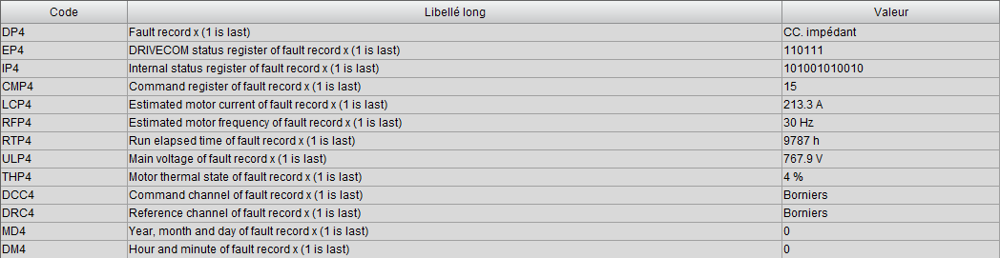 Code Libellé long Valeur
DP4 Fault record x (1 is last) CC. impédant
EP4 DRIVECOM status register of fault record x (1 is last) 110111
IP4 Internal status register of fault record x (1 is last) 101001010010
CMP4 Command register of fault record x (1 is last) 15
LCP4 Estimated motor current of fault record x (1 is last) 213.3 A
RFP4 Estimated motor frequency of fault record x (1 is last) 30 Hz
RTP4 Run elapsed time of fault record x (1 is last) 9787 h
ULP4 Main voltage of fault record x (1 is last) 767.9 V
THP4 Motor thermal state of fault record x (1 is last) 4 %
DCC4 Command channel of fault record x (1 is last) Borniers
DRC4 Reference channel of fault record x (1 is last) Borniers
MD4 Year, month and day of fault record x (1 is last) 0
DM4 Hour and minute of fault record x (1 is last) 0